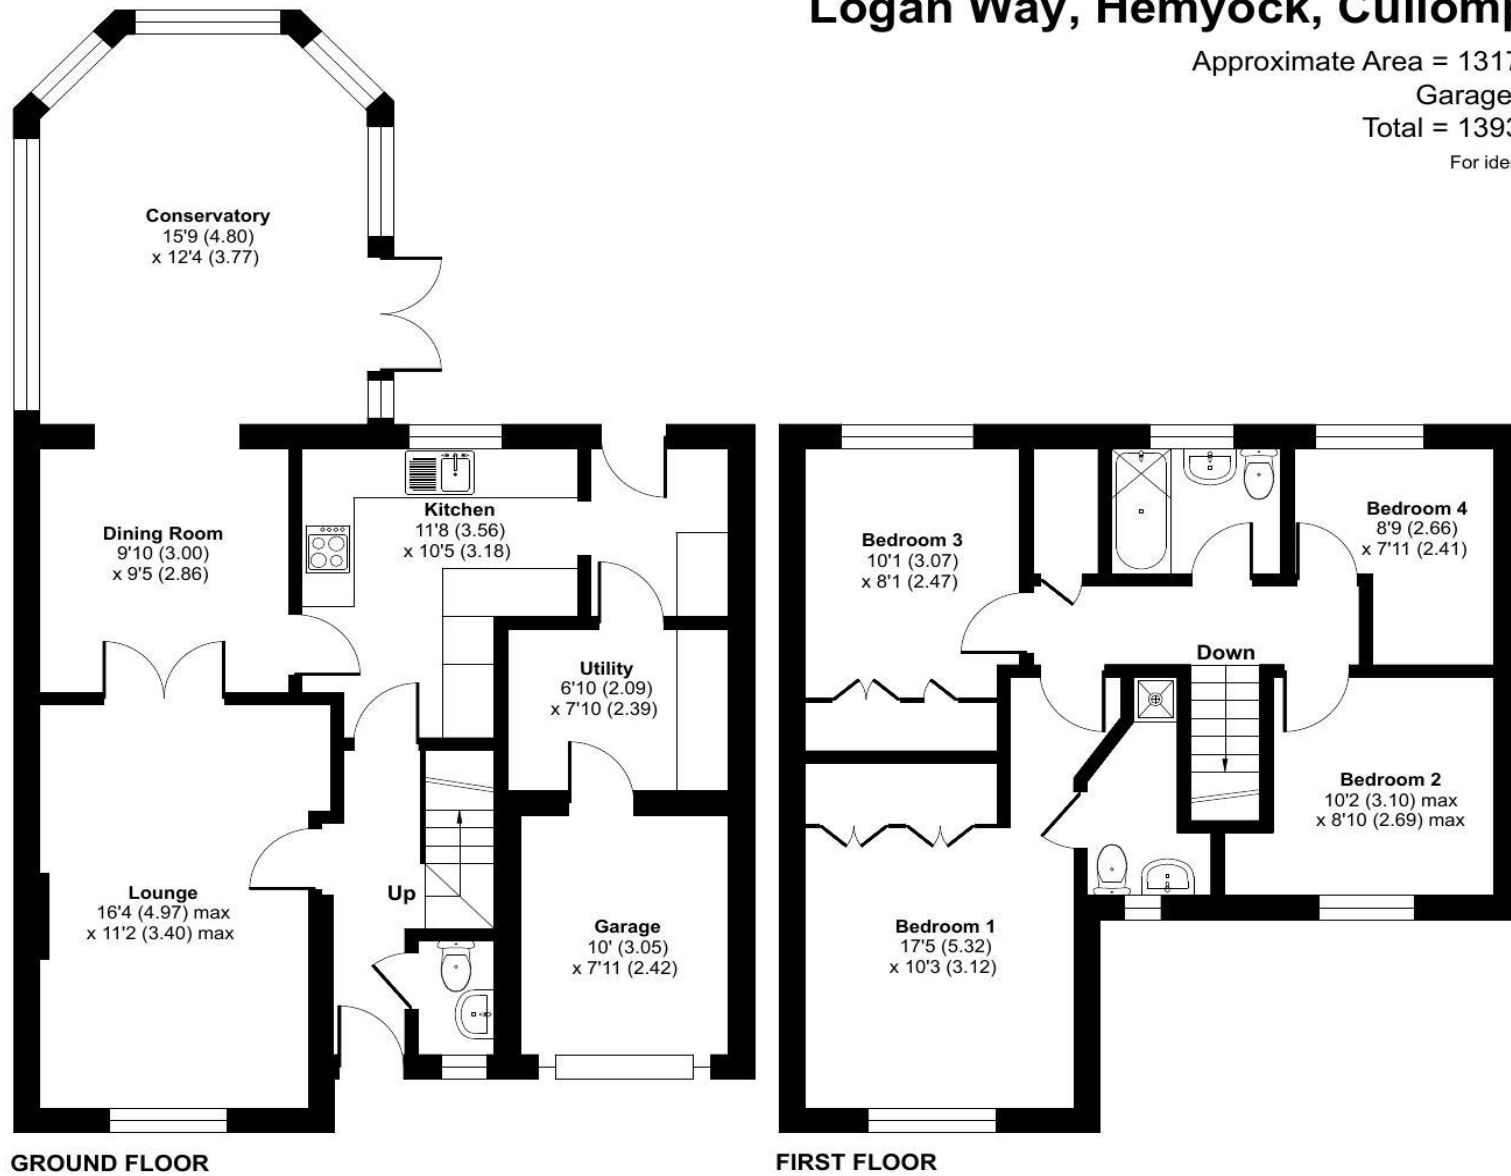 Logan Way, Hemyock,
Approximate Area =
Garage
Total =
For
Conservatory
15'9 (4.80)
x 12'4 (3.77)
Dining Room
9'10 (3.00)
x 9'5 (2.86)
Kitchen
11'8 (3.56)
x 10'5 (3.18)
Utility
6'10 (2.09)
x 7'10 (2.39)
Lounge
16'4 (4.97) max
x 11'2 (3.40) max
Up
Garage
10' (3.05)
x 7'11 (2.42)
GROUND FLOOR
Bedroom 3
10'1 (3.07)
x 8'1 (2.47)
Bedroom 4
8'9 (2.66)
x 7'11 (2.41)
Down
Bedroom 2
10'2 (3.10) max
x 8'10 (2.69) max
Bedroom 1
17'5 (5.32)
x 10'3 (3.12)
FIRST FLOOR